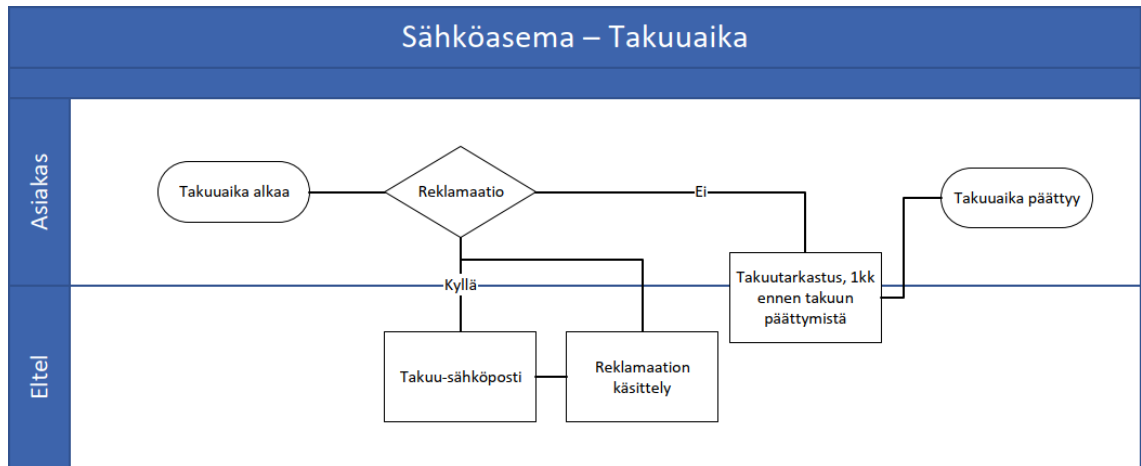 Sähköasema – Takuuaika
Asiakas
Takuuaika alkaa
Reklamaatio
Ei
Takuuaika päättyy
Takuutarkastus, 1kk
ennen takuun
päättymistä
Kyllä
Eltel
Takuu-sähköposti
Reklamaation
käsittely